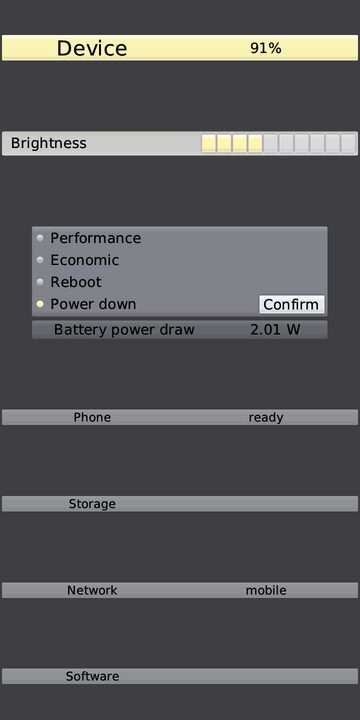 Device 91%
Brightness
Performance
Economic
Reboot
Power down Confirm
Battery power draw 2.01 W
Phone ready
Storage
Network mobile
Software